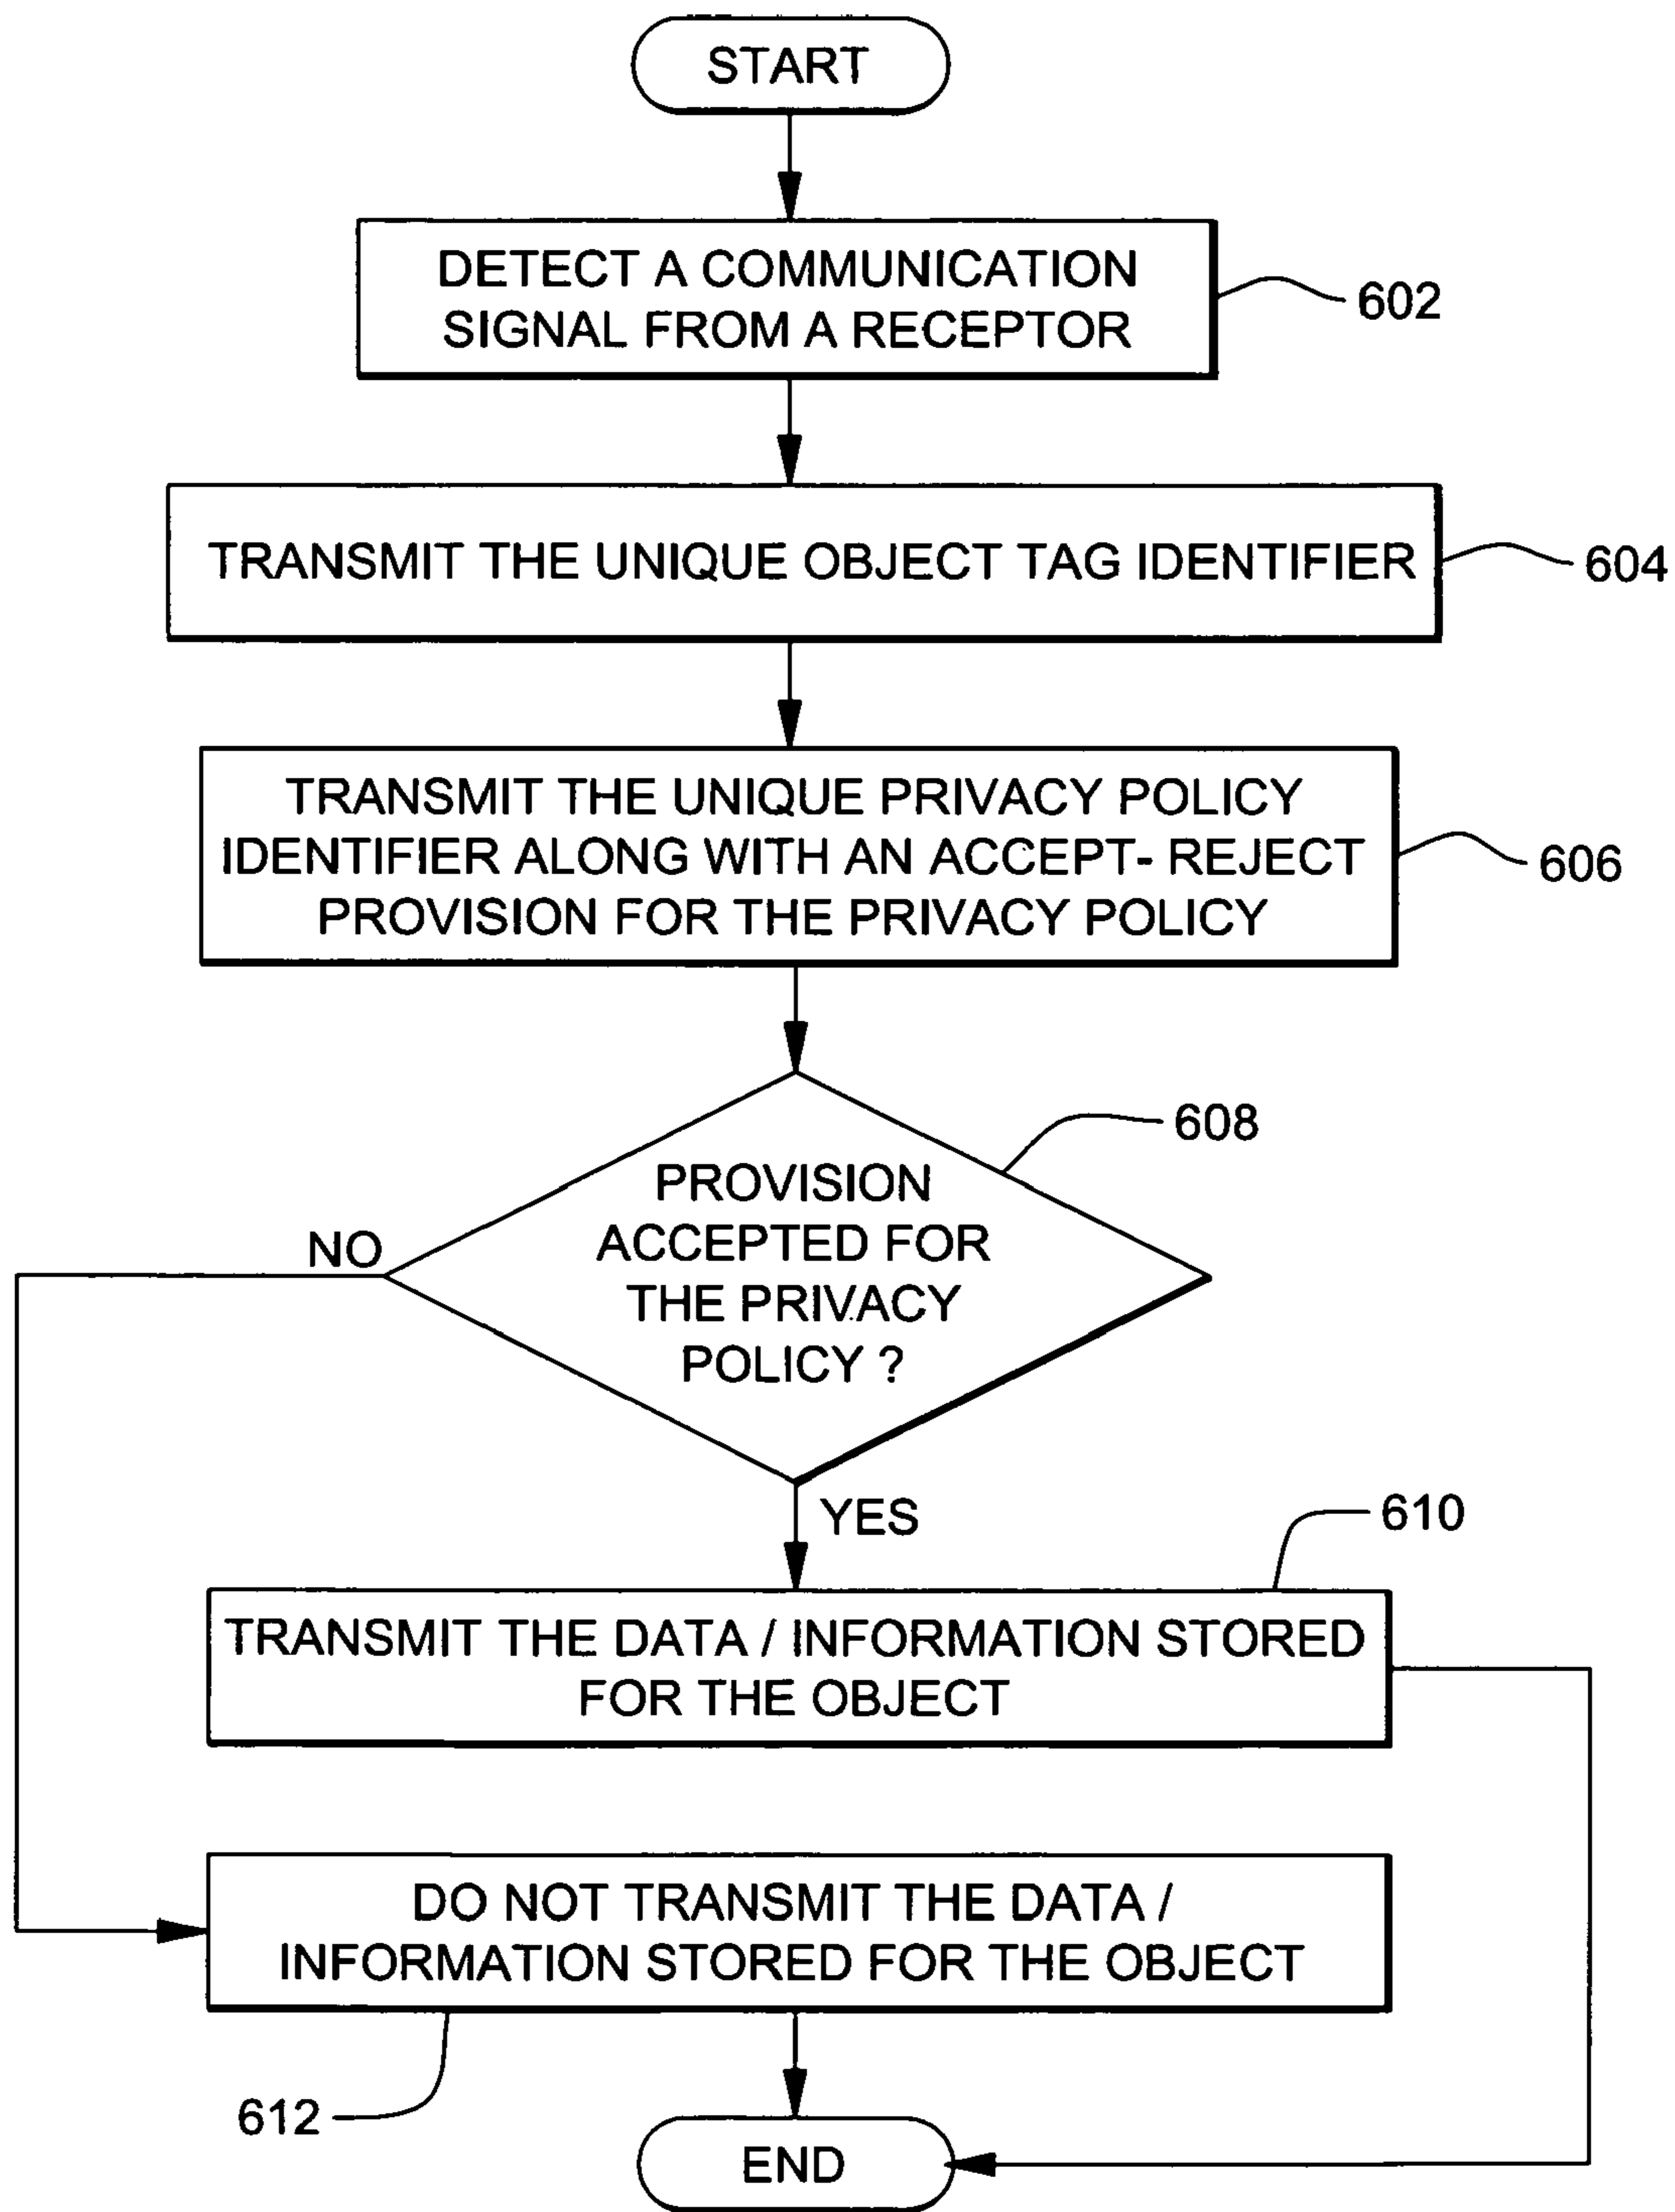 START
DETECT A COMMUNICATION
SIGNAL FROM A RECEPTOR
602
TRANSMIT THE UNIQUE OBJECT TAG IDENTIFIER
604
TRANSMIT THE UNIQUE PRIVACY POLICY
IDENTIFIER ALONG WITH AN ACCEPT- REJECT
PROVISION FOR THE PRIVACY POLICY
606
608
PROVISION
ACCEPTED FOR
THE PRIVACY
POLICY ?
NO
YES
610
TRANSMIT THE DATA / INFORMATION STORED
FOR THE OBJECT
DO NOT TRANSMIT THE DATA /
INFORMATION STORED FOR THE OBJECT
612
END